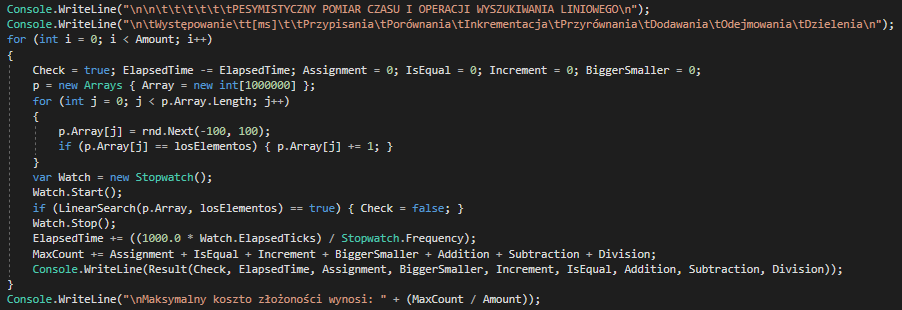 Console.WriteLine("\n\n\t\t\t\t\t\tPESYMISTYCZNY POMIAR CZASU I OPERACJI WYSZUKIWANIA LINIOWEGO\n");
Console.WriteLine("\n\tWystępowanie\tt[ms]\t\tPrzypisania\tPorównania\tInkrementacja\tPrzyrównania\tDodawania\tOdejmowania\tDzielenia\n");
for (int i = 0; i < Amount; i++)
{
Check = true; ElapsedTime -= ElapsedTime; Assignment = 0; IsEqual = 0; Increment = 0; BiggerSmaller = 0;
p = new Arrays { Array = new int[1000000] };
for (int j = 0; j < p.Array.Length; j++)
{
p.Array[j] = rnd.Next(-100, 100);
if (p.Array[j] == losElementos) { p.Array[j] += 1; }
}
var Watch = new Stopwatch();
Watch.Start();
if (LinearSearch(p.Array, losElementos) == true) { Check = false; }
Watch.Stop();
ElapsedTime += ((1000.0 * Watch.ElapsedTicks) / Stopwatch.Frequency);
MaxCount += Assignment + IsEqual + Increment + BiggerSmaller + Addition + Subtraction + Division;
Console.WriteLine(Result(Check, ElapsedTime, Assignment, BiggerSmaller, Increment, IsEqual, Addition, Subtraction, Division));
}
Console.WriteLine("\nMaksymalny koszto złożoności wynosi: " + (MaxCount / Amount));